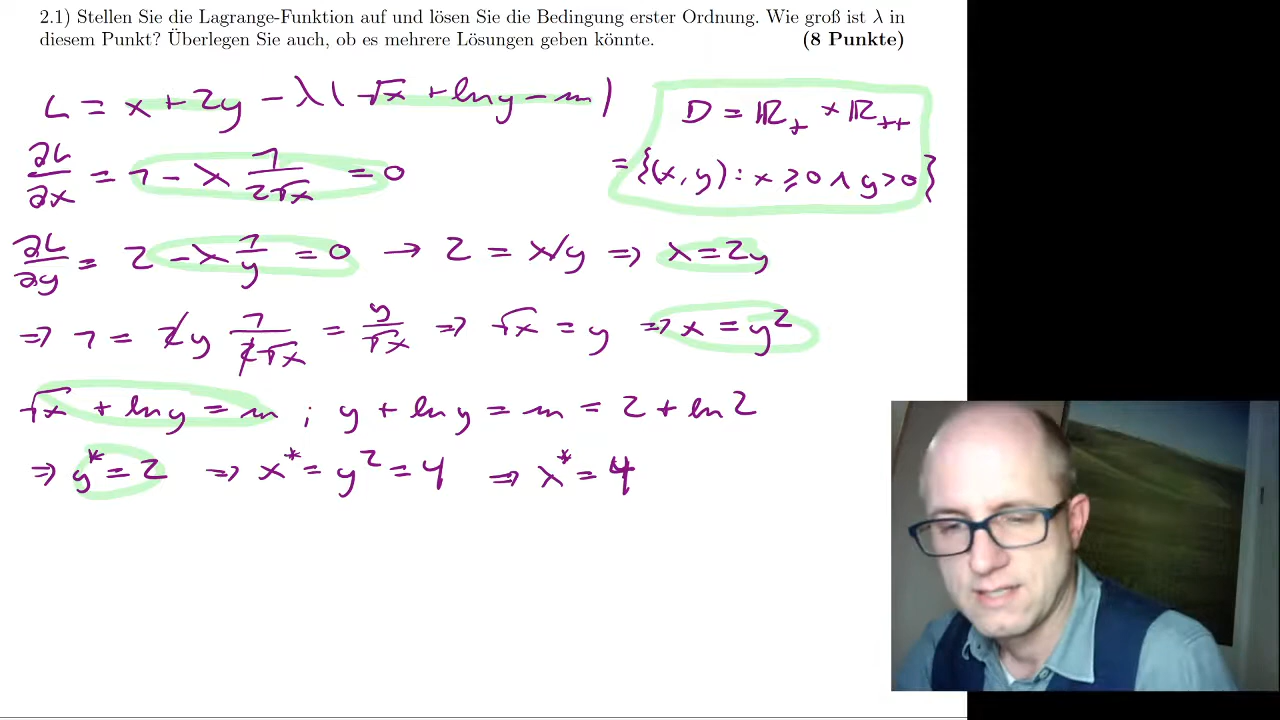 2.1) Stellen Sie die Lagrange-Funktion auf und lösen Sie die Bedingung erster Ordnung. Wie groß ist λ in
diesem Punkt? Überlegen Sie auch, ob es mehrere Lösungen geben könnte. (8 Punkte)
L = x + 2y - λ(√x + ln y - m)
D = ℝ₊ × ℝ₊₊
= {(x, y) : x ≥ 0 ∧ y > 0}
∂L/∂x = 1 - λ 1/(2√x) = 0
∂L/∂y = 2 - λ 1/y = 0 → 2 = λ/y ⇒ λ = 2y
⇒ 1 = 2y 1/(2√x) = y/√x ⇒ √x = y ⇒ x = y²
√x + ln y = m ; y + ln y = m = 2 + ln 2
⇒ y* = 2 ⇒ x* = y² = 4 ⇒ λ* = 4